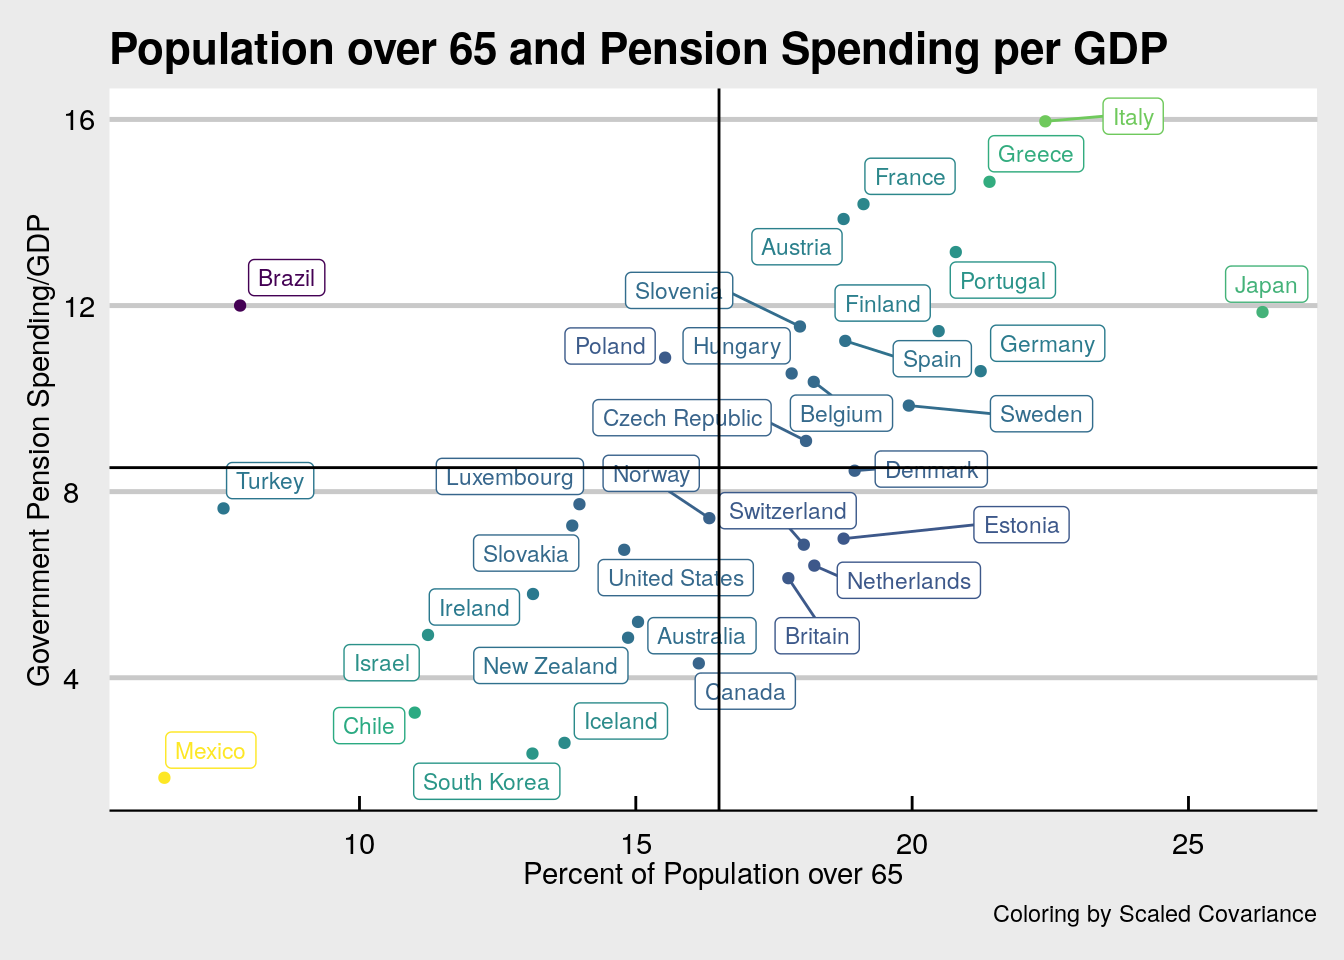 Population over 65 and Pension Spending per GDP
Government Pension Spending/GDP
16
12
8
4
Italy
Greece
France
Austria
Portugal
Brazil
Japan
Slovenia
Finland
Poland
Hungary
Germany
Spain
Belgium
Sweden
Czech Republic
Denmark
Turkey
Luxembourg
Norway
Switzerland
Estonia
Slovakia
United States
Netherlands
Ireland
Australia
Britain
Israel
New Zealand
Canada
Chile
Iceland
Mexico
South Korea
10
15
20
25
Percent of Population over 65
Coloring by Scaled Covariance